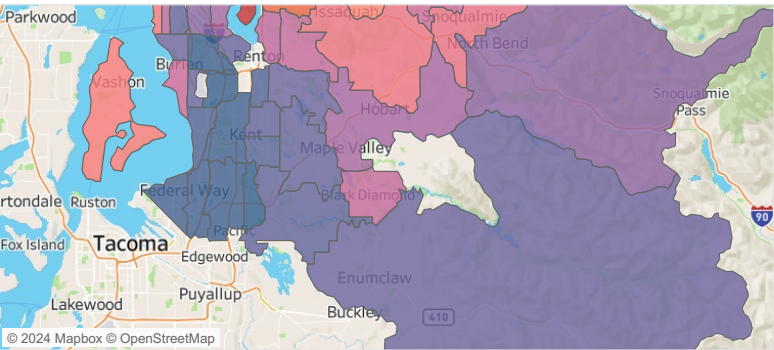 Parkwood
Issaquah
Snoqualmie
North Bend
Burien
Renton
Vashon
Snoqualmie
Pass
Hobart
Kent
Maple Valley
Federal Way
Black Diamond
rtondale
Ruston
90
Pacific
Fox Island
Tacoma
Edgewood
Enumclaw
Puyallup
Lakewood
Buckley
410
© 2024 Mapbox © OpenStreetMap